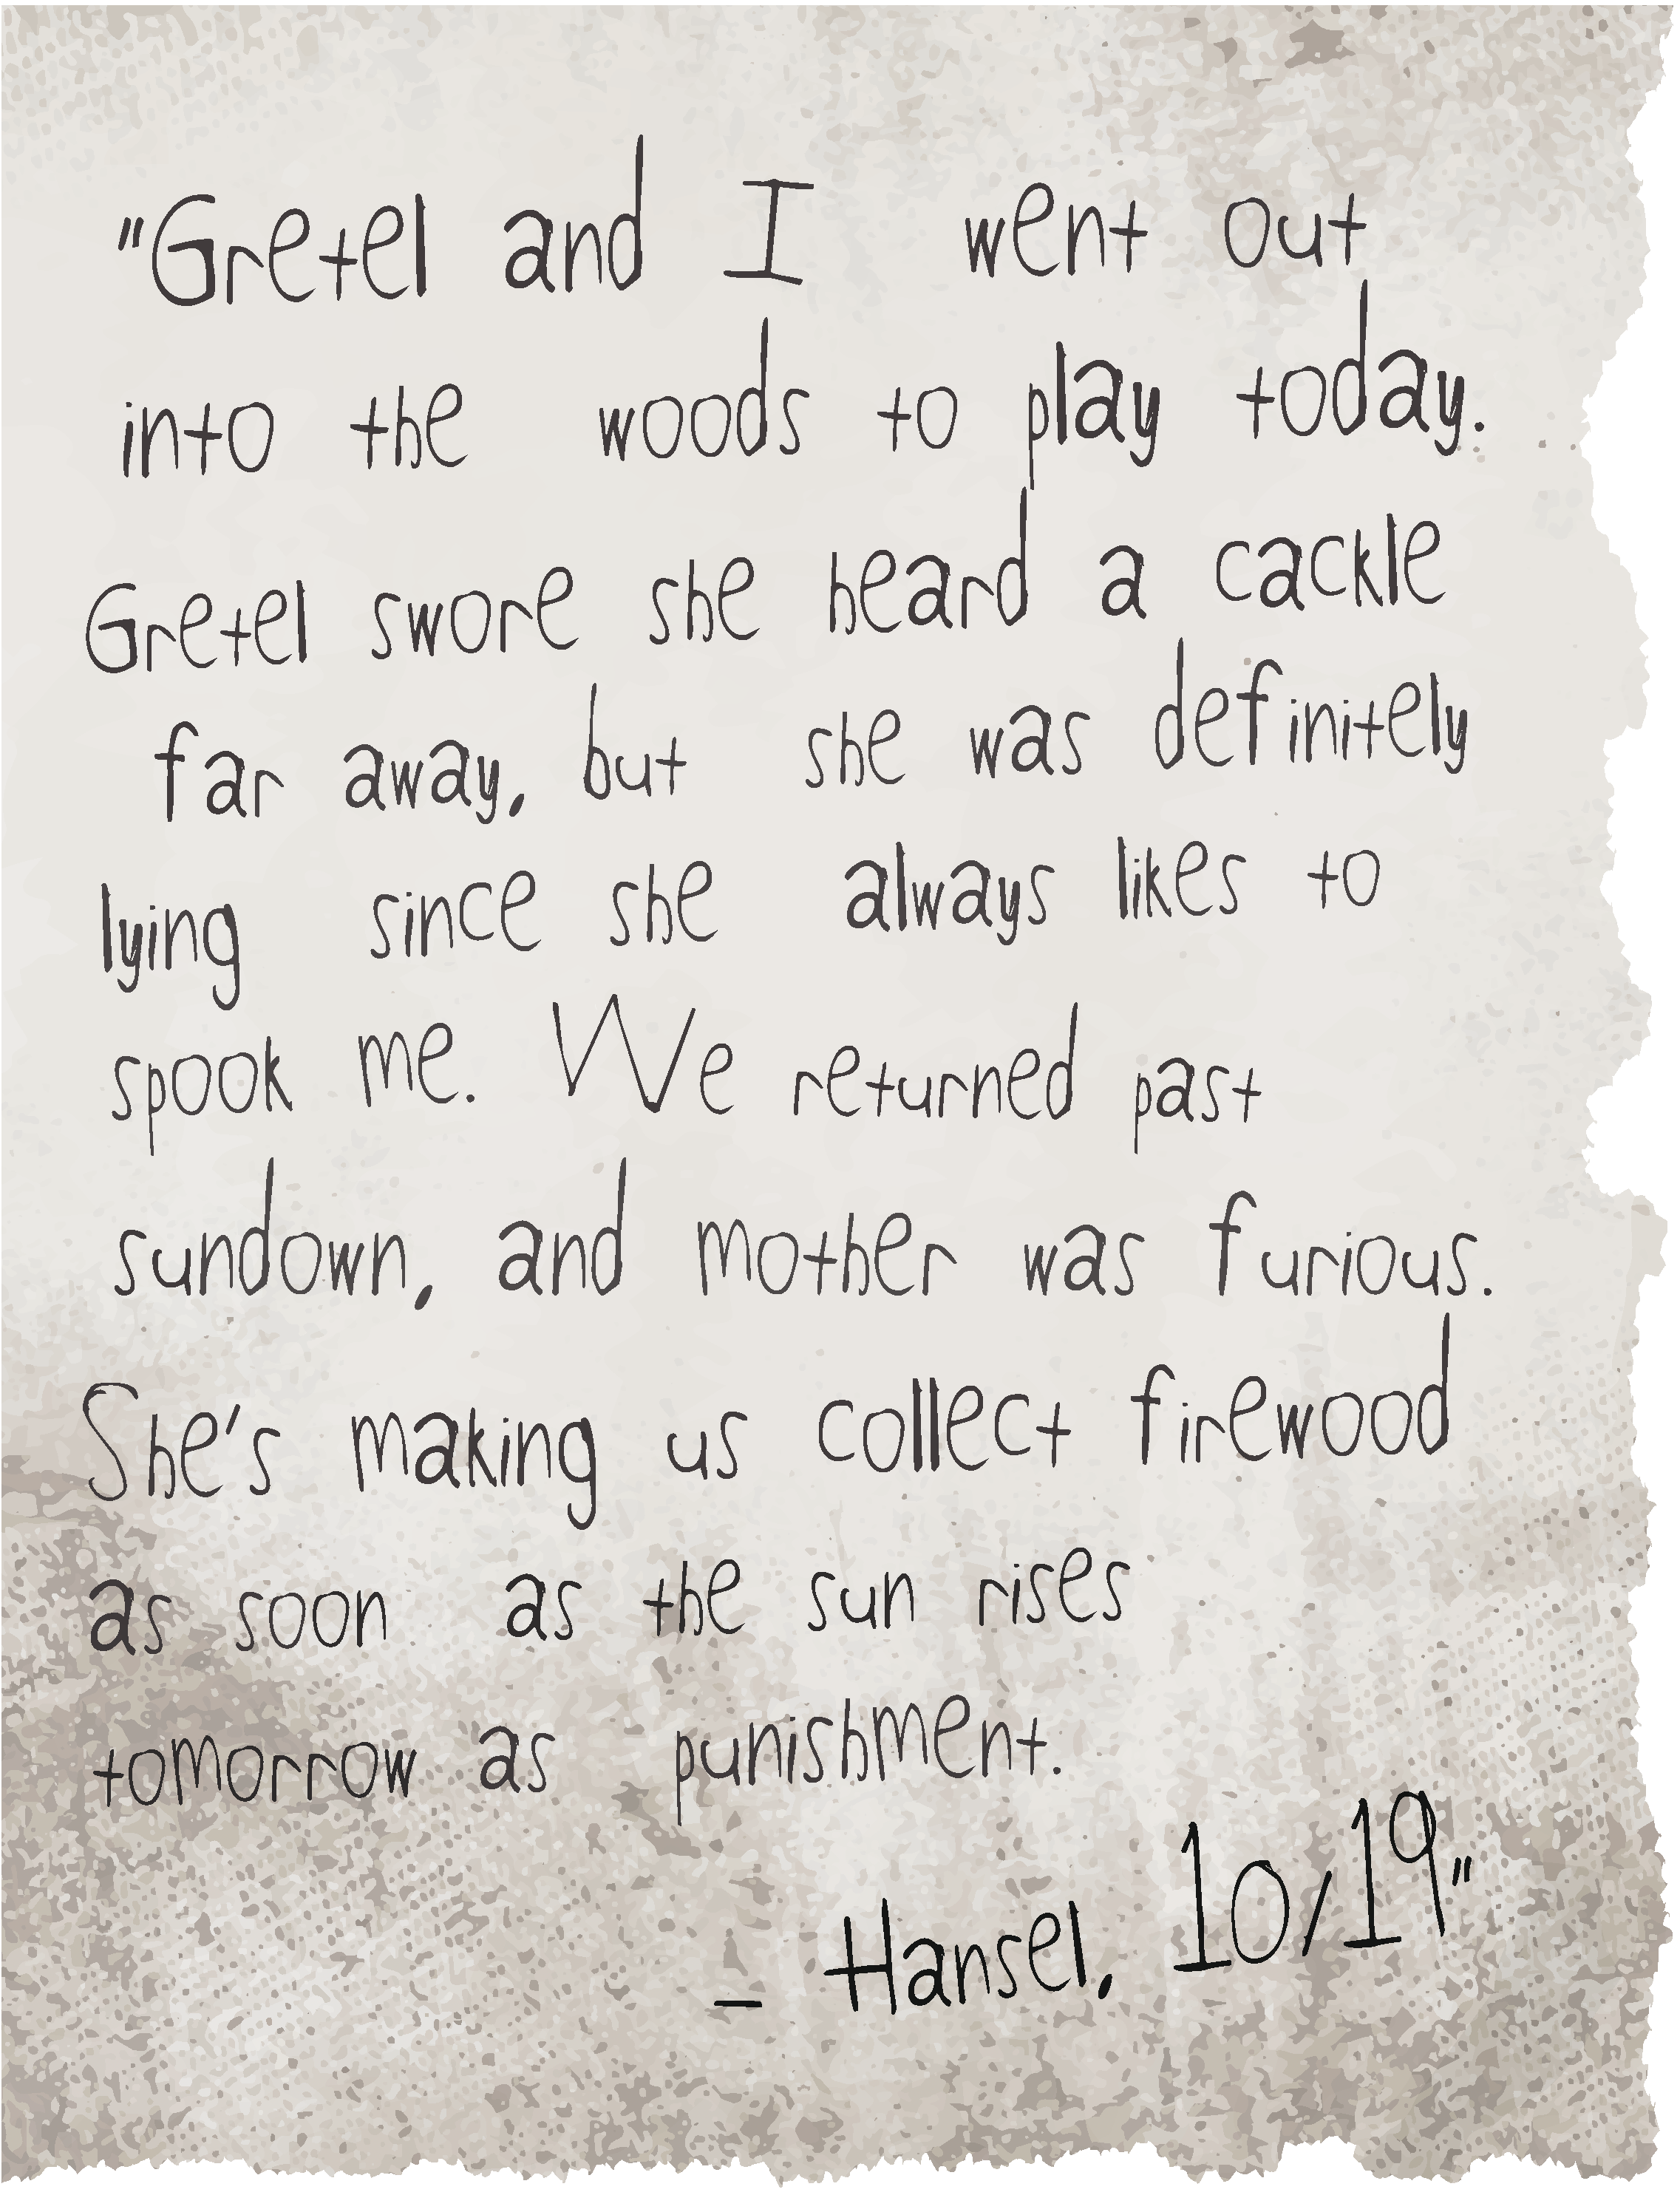 "Gretel and I went out
into the woods to play today.
Gretel swore she heard a cackle
far away, but she was definitely
lying since she always likes to
spook me. We returned past
sundown, and mother was furious.
She's making us collect firewood
as soon as the sun rises
tomorrow as punishment.
- Hansel, 10/19"